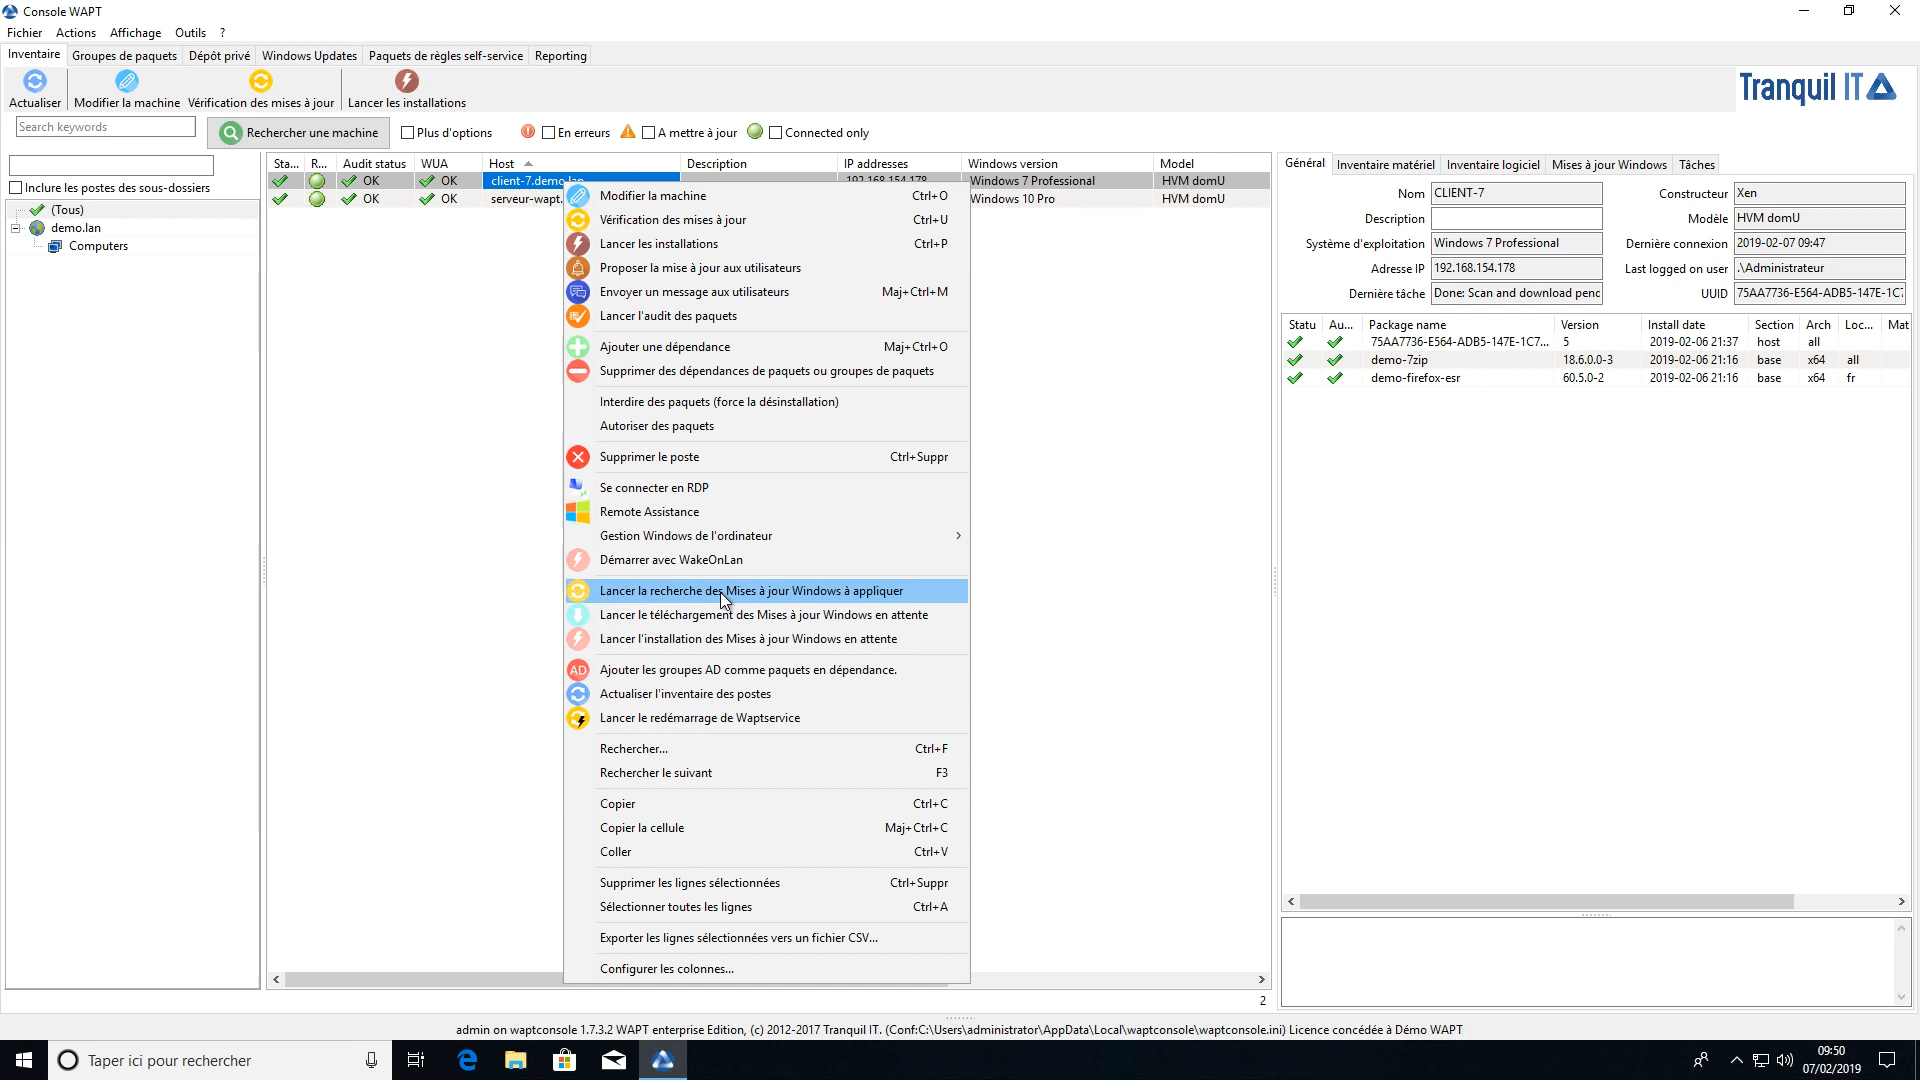 Console WAPT
Fichier Actions Affichage Outils ?
Inventaire Groupes de paquets Dépôt privé Windows Updates Paquets de règles self-service Reporting
Actualiser Modifier la machine Vérification des mises à jour Lancer les installations
Tranquil IT
Search keywords Rechercher une machine Plus d'options En erreurs A mettre à jour Connected only
Inclure les postes des sous-dossiers
(Tous)
demo.lan
Computers
Sta... R... Audit status WUA Host Description IP addresses Windows version Model
OK OK client-7.demo.lan 192.168.154.178 Windows 7 Professional HVM domU
OK OK serveur-wapt. Windows 10 Pro HVM domU
Modifier la machine Ctrl+O
Vérification des mises à jour Ctrl+U
Lancer les installations Ctrl+P
Proposer la mise à jour aux utilisateurs
Envoyer un message aux utilisateurs Maj+Ctrl+M
Lancer l'audit des paquets
Ajouter une dépendance Maj+Ctrl+O
Supprimer des dépendances de paquets ou groupes de paquets
Interdire des paquets (force la désinstallation)
Autoriser des paquets
Supprimer le poste Ctrl+Suppr
Se connecter en RDP
Remote Assistance
Gestion Windows de l'ordinateur
Démarrer avec WakeOnLan
Lancer la recherche des Mises à jour Windows à appliquer
Lancer le téléchargement des Mises à jour Windows en attente
Lancer l'installation des Mises à jour Windows en attente
AD Ajouter les groupes AD comme paquets en dépendance.
Actualiser l'inventaire des postes
Lancer le redémarrage de Waptservice
Rechercher... Ctrl+F
Rechercher le suivant F3
Copier Ctrl+C
Copier la cellule Maj+Ctrl+C
Coller Ctrl+V
Supprimer les lignes sélectionnées Ctrl+Suppr
Sélectionner toutes les lignes Ctrl+A
Exporter les lignes sélectionnées vers un fichier CSV...
Configurer les colonnes...
2
Général Inventaire matériel Inventaire logiciel Mises à jour Windows Tâches
Nom CLIENT-7 Constructeur Xen
Description Modèle HVM domU
Système d'exploitation Windows 7 Professional Dernière connexion 2019-02-07 09:47
Adresse IP 192.168.154.178 Last logged on user .\Administrateur
Dernière tâche Done: Scan and download penc UUID 75AA7736-E564-ADB5-147E-1C7
Statu Au... Package name Version Install date Section Arch Loc... Mat
75AA7736-E564-ADB5-147E-1C7... 5 2019-02-06 21:37 host all
demo-7zip 18.6.0.0-3 2019-02-06 21:16 base x64 all
demo-firefox-esr 60.5.0-2 2019-02-06 21:16 base x64 fr
admin on waptconsole 1.7.3.2 WAPT enterprise Edition, (c) 2012-2017 Tranquil IT. (Conf:C:\Users\administrator\AppData\Local\waptconsole\waptconsole.ini) Licence concédée à Démo WAPT
Taper ici pour rechercher
09:50
07/02/2019